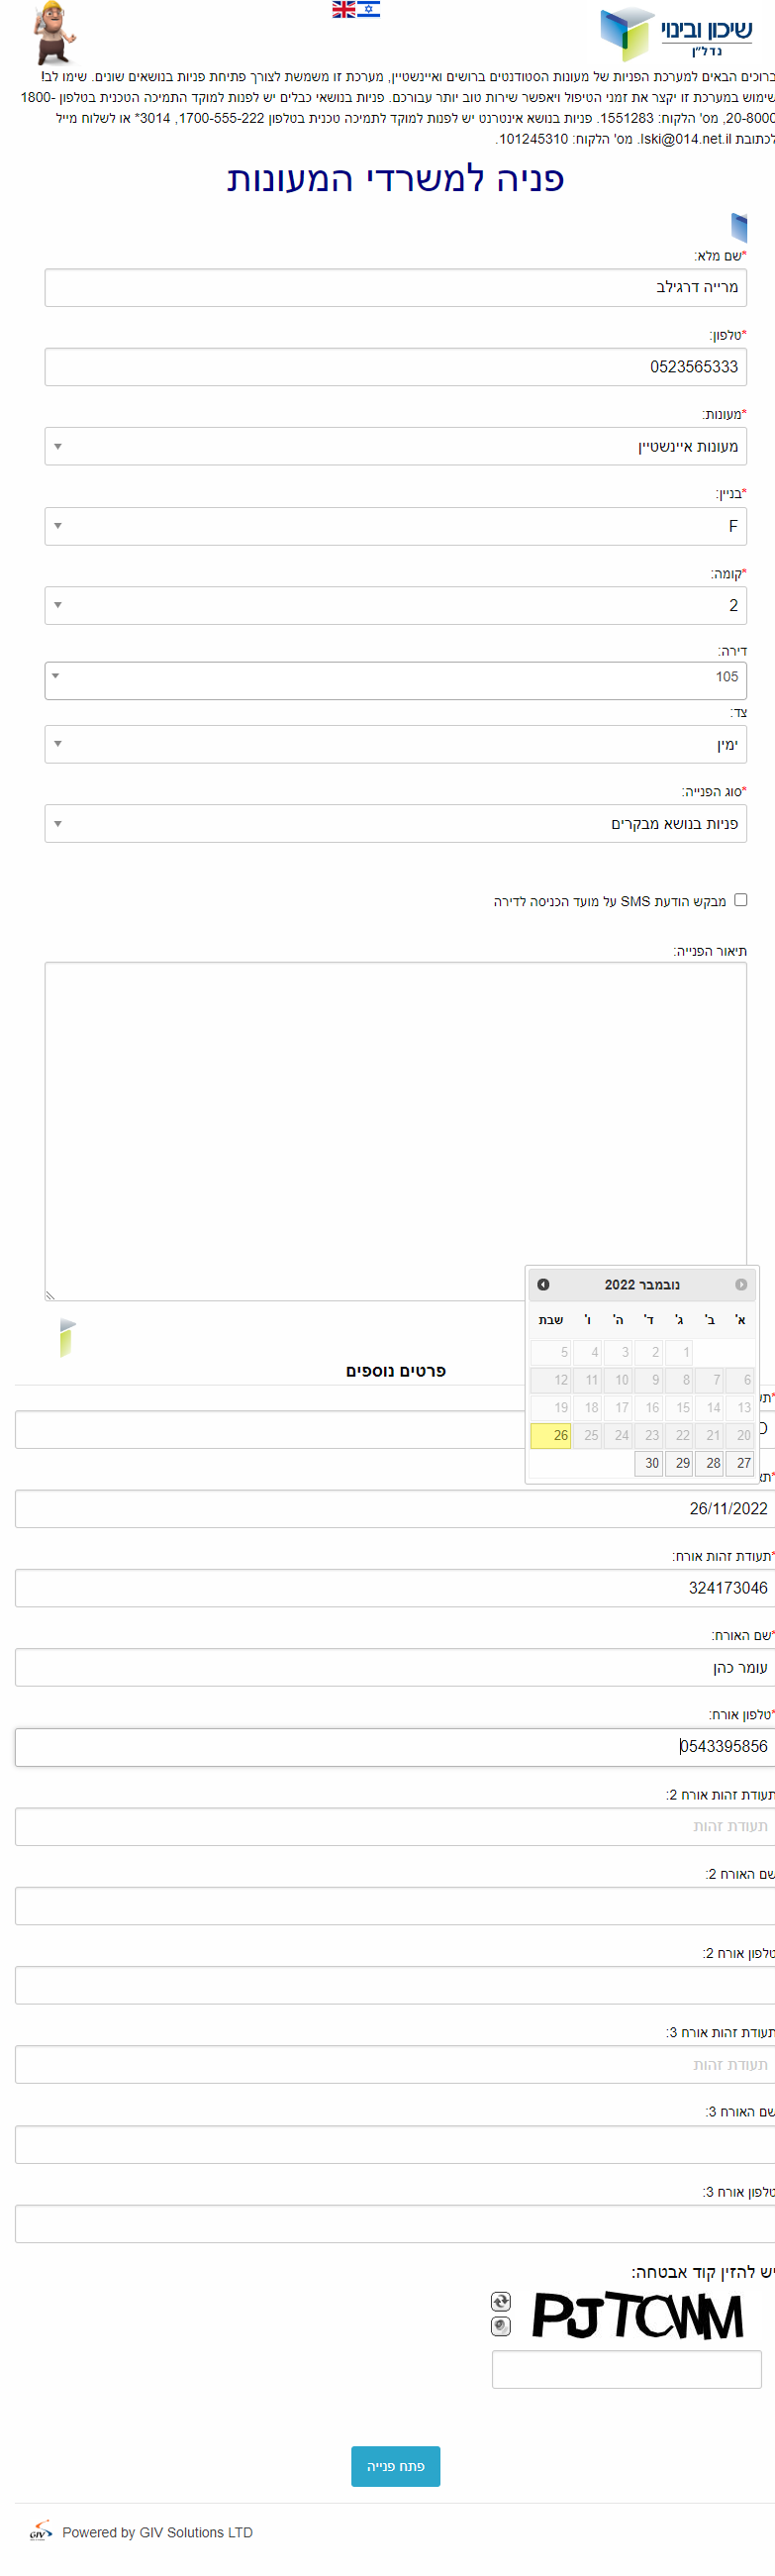 שיכון ובינוי
נדל"ן
ברוכים הבאים למערכת הפניות של מעונות הסטודנטים ברושים ואיינשטיין, מערכת זו משמשת לצורך פתיחת פניות בנושאים שונים. שימו לב!
שימוש במערכת זו יקצר את זמני הטיפול ויאפשר שירות טוב יותר עבורכם. פניות בנושאי כבלים יש לפנות למוקד התמיכה הטכנית בטלפון 1800-
20-8000, מס' הלקוח: 1551283. פניות בנושא אינטרנט יש לפנות למוקד לתמיכה טכנית בטלפון 1700-555-222, 3014* או לשלוח מייל
לכתובת Iski@014.net.il. מס' הלקוח: 101245310.
פניה למשרדי המעונות
*שם מלא:
מרייה דרגילב
*טלפון:
0523565333
*מעונות:
מעונות איינשטיין
*בניין:
F
*קומה:
2
דירה:
105
צד:
ימין
*סוג הפנייה:
פניות בנושא מבקרים
מבקש הודעת SMS על מועד הכניסה לדירה
תיאור הפנייה:
נובמבר 2022
א' ב' ג' ד' ה' ו' שבת
1 2 3 4 5
6 7 8 9 10 11 12
13 14 15 16 17 18 19
20 21 22 23 24 25 26
27 28 29 30
פרטים נוספים
26/11/2022
*תעודת זהות אורח:
324173046
*שם האורח:
עומר כהן
*טלפון אורח:
0543395856
תעודת זהות אורח 2:
תעודת זהות
שם האורח 2:
טלפון אורח 2:
תעודת זהות אורח 3:
תעודת זהות
שם האורח 3:
טלפון אורח 3:
יש להזין קוד אבטחה:
PJTCWM
פתח פנייה
GIV Powered by GIV Solutions LTD